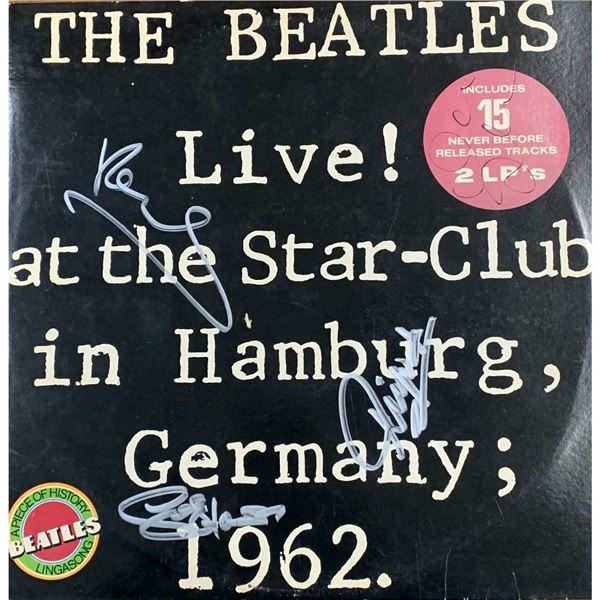 THE BEATLES
INCLUDES
15
NEVER BEFORE
RELEASED TRACKS
2 LP's
Live!
at the Star-Club
in Hamburg,
Germany;
1962.
A PIECE OF HISTORY
BEATLES
LINGASONG